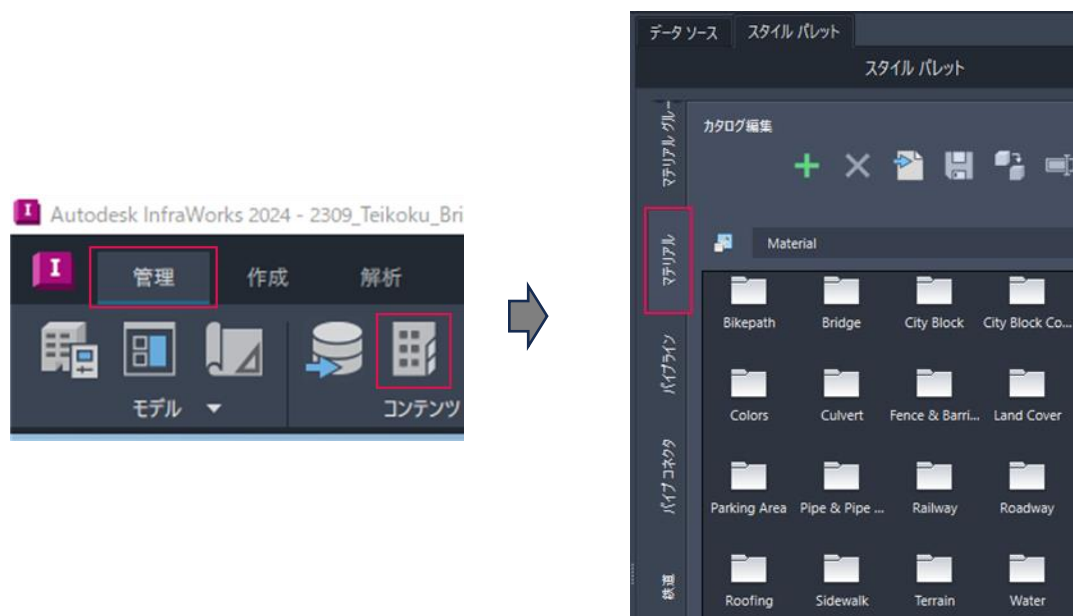 Autodesk InfraWorks 2024 - 2309_Teikoku_Bri
I
管理 作成 解析
モデル コンテンツ
データ ソース スタイル パレット
スタイル パレット
マテリアル グルー
カタログ編集
マテリアル
Material
Bikepath Bridge City Block City Block Co...
パイプライン
Colors Culvert Fence & Barri... Land Cover
パイプ コネクタ
Parking Area Pipe & Pipe ... Railway Roadway
鉄道
Roofing Sidewalk Terrain Water